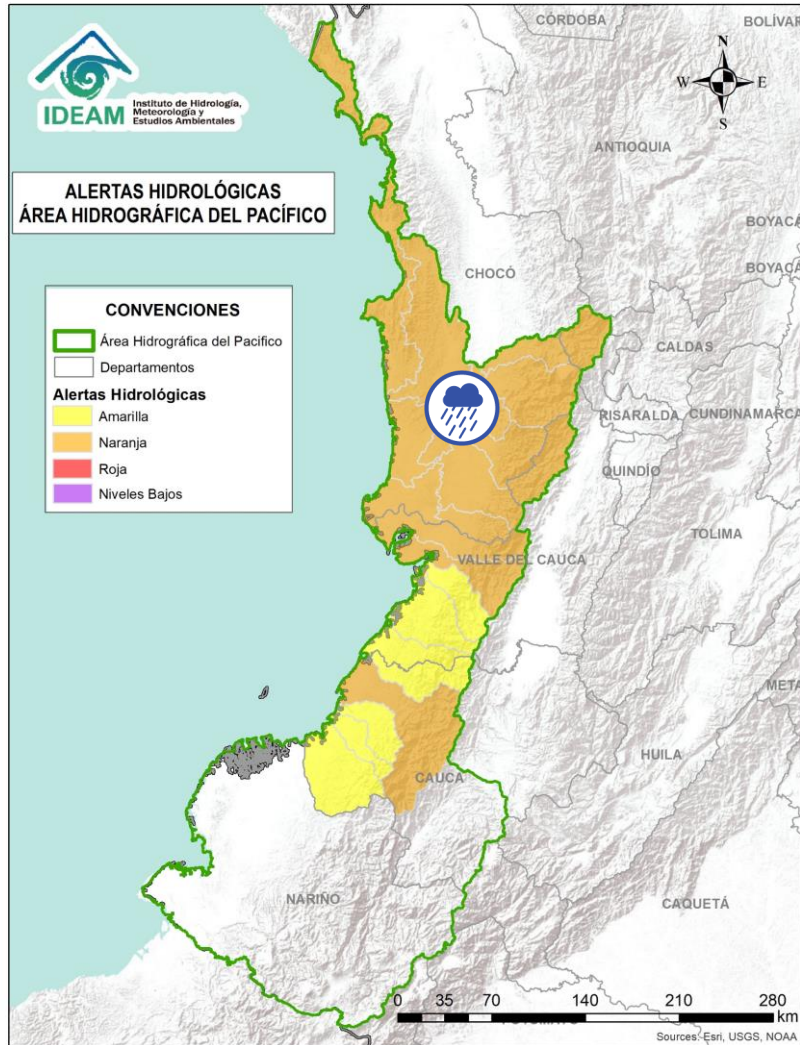 CÓRDOBA
BOLÍVAR
N
W E
S
IDEAM
Instituto de Hidrología,
Meteorología y
Estudios Ambientales
ANTIOQUIA
ALERTAS HIDROLÓGICAS
ÁREA HIDROGRÁFICA DEL PACÍFICO
BOYACÁ
BOYACÁ
CHOCÓ
CONVENCIONES
Área Hidrográfica del Pacifico
Departamentos
Alertas Hidrológicas
Amarilla
Naranja
Roja
Niveles Bajos
CALDAS
RISARALDA
CUNDINAMARCA
QUINDÍO
TOLIMA
VALLE DEL CAUCA
META
HUILA
CAUCA
NARIÑO
CAQUETÁ
0 35 70 140 210 280
km
Sources: Esri, USGS, NOAA